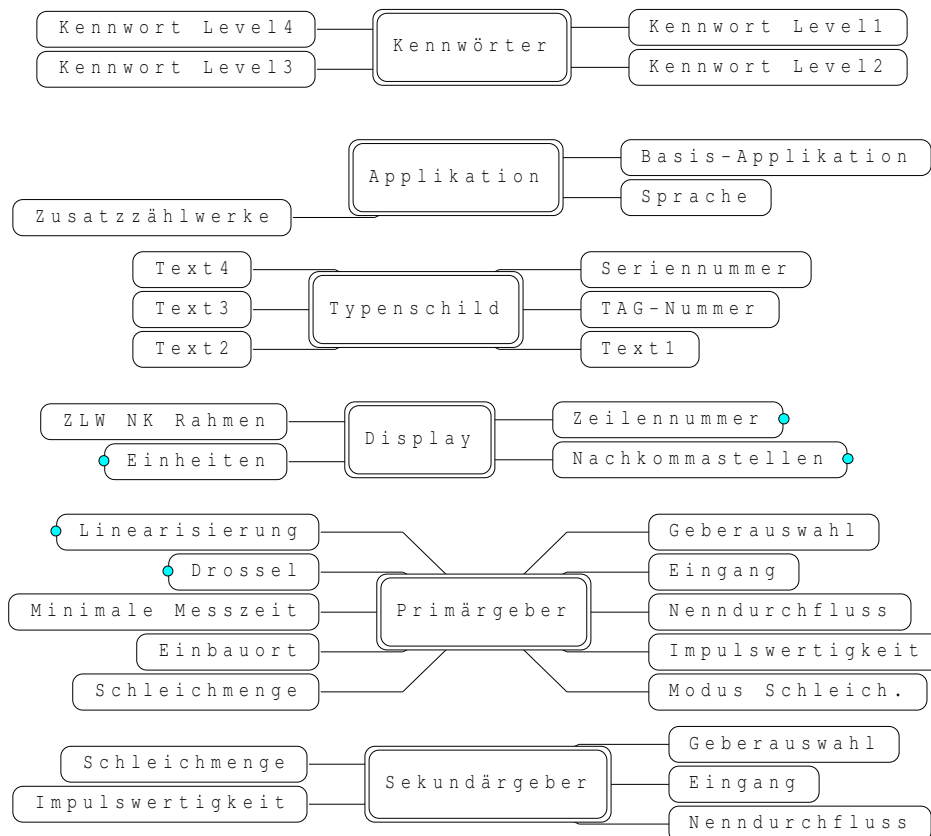 Kennwort Level4
Kennwörter
Kennwort Level1
Kennwort Level3
Kennwort Level2
Applikation
Basis-Applikation
Sprache
Zusatzzählwerke
Text4
Seriennummer
Text3
Typenschild
TAG-Nummer
Text2
Text1
ZLW NK Rahmen
Display
Zeilennummer
Einheiten
Nachkommastellen
Linearisierung
Geberauswahl
Drossel
Eingang
Minimale Messzeit
Primärgeber
Nenndurchfluss
Einbauort
Impulswertigkeit
Schleichmenge
Modus Schleich.
Geberauswahl
Schleichmenge
Sekundärgeber
Eingang
Impulswertigkeit
Nenndurchfluss